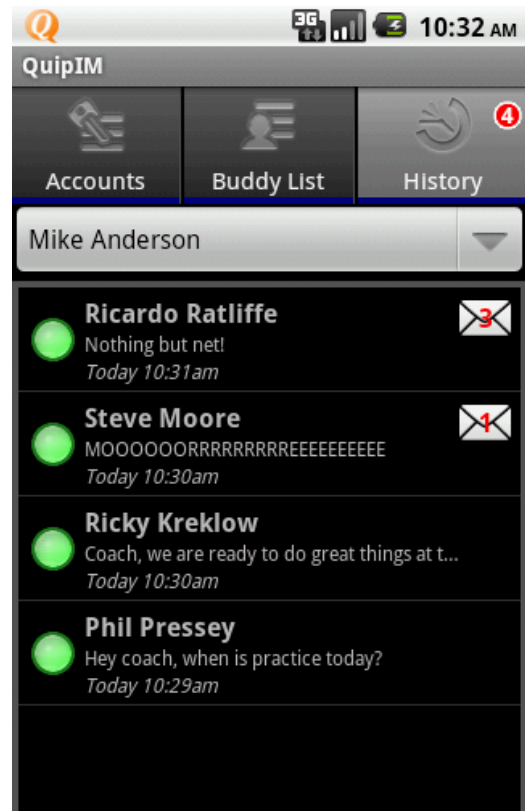 Q
3G
10:32 AM
QuipIM
4
Accounts
Buddy List
History
Mike Anderson
Ricardo Ratliffe
3
Nothing but net!
Today 10:31am
Steve Moore
1
MOOOOOORRRRRRRRRREEEEEEEEEE
Today 10:30am
Ricky Kreklow
Coach, we are ready to do great things at t...
Today 10:30am
Phil Pressey
Hey coach, when is practice today?
Today 10:29am